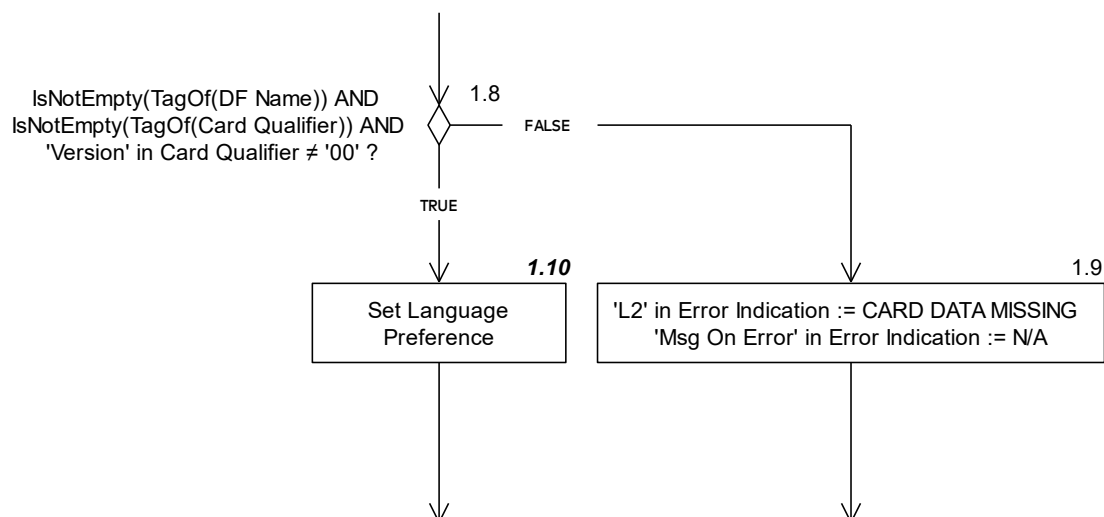 IsNotEmpty(TagOf(DF Name)) AND
IsNotEmpty(TagOf(Card Qualifier)) AND
'Version' in Card Qualifier ≠ '00' ?
1.8
FALSE
TRUE
1.10
Set Language
Preference
1.9
'L2' in Error Indication := CARD DATA MISSING
'Msg On Error' in Error Indication := N/A